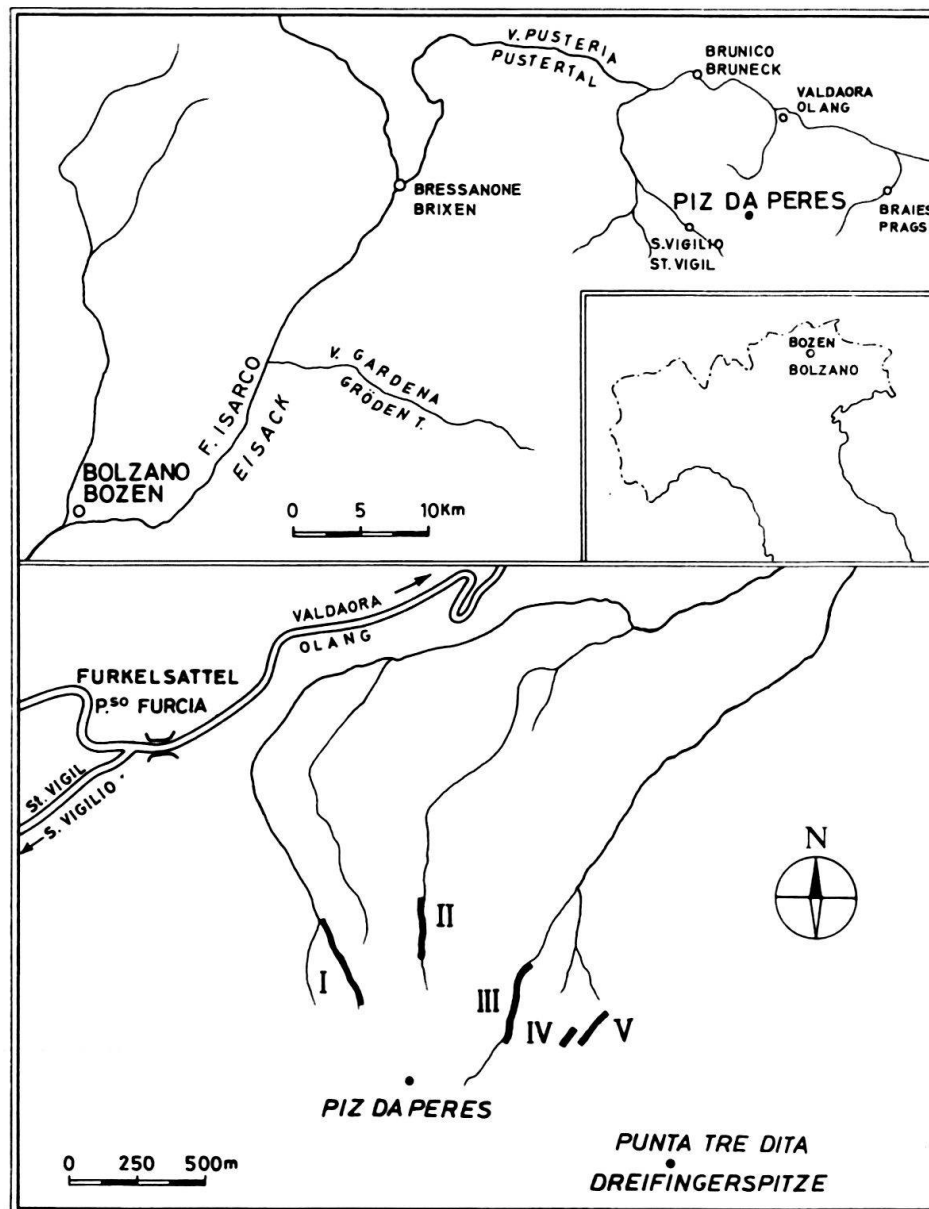 V. PUSTERIA
PUSTERTAL
BRUNICO
BRUNECK
VALDAORA
OLANG
BRESSANONE
BRIXEN
PIZ DA PERES
BRAIES
PRAGS
S.VIGILIO
ST. VIGIL
BOZEN
BOLZANO
V. GARDENA
GRÖDEN T.
F. ISARCO
EISACK
BOLZANO
BOZEN
0 5 10 Km
VALDAORA
OLANG
FURKELSATTEL
P.SO FURCIA
St. VIGIL
S. VIGILIO
N
I
II
III
IV
V
PIZ DA PERES
PUNTA TRE DITA
DREIFINGERSPITZE
0 250 500m